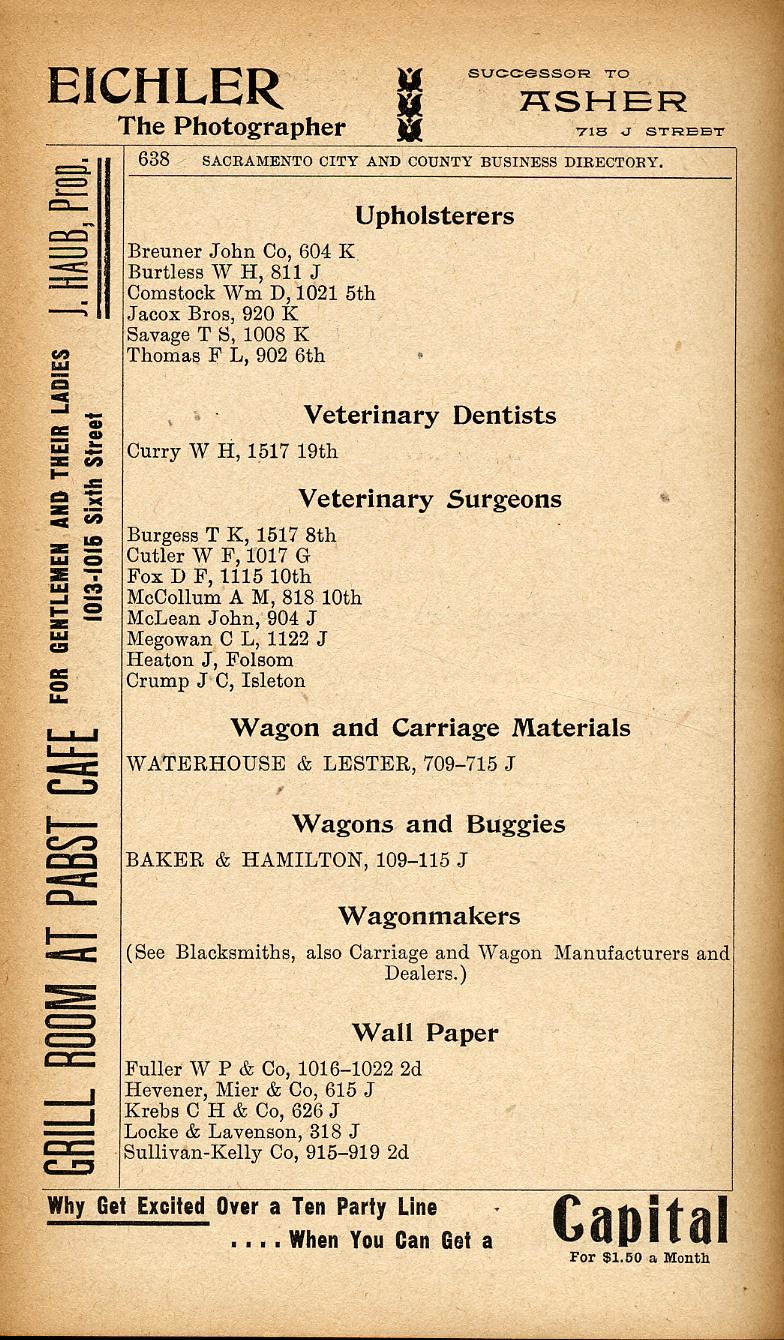 EICHLER
The Photographer
SUCCESSOR TO
ASHER
718 J STREET
638 SACRAMENTO CITY AND COUNTY BUSINESS DIRECTORY.
Upholsterers
Breuner John Co, 604 K
Burtless W H, 811 J
Comstock Wm D, 1021 5th
Jacox Bros, 920 K
Savage T S, 1008 K
Thomas F L, 902 6th
Veterinary Dentists
Curry W H, 1517 19th
Veterinary Surgeons
Burgess T K, 1517 8th
Cutler W F, 1017 G
Fox D F, 1115 10th
McCollum A M, 818 10th
McLean John, 904 J
Megowan C L, 1122 J
Heaton J, Folsom
Crump J C, Isleton
Wagon and Carriage Materials
WATERHOUSE & LESTER, 709–715 J
Wagons and Buggies
BAKER & HAMILTON, 109–115 J
Wagonmakers
(See Blacksmiths, also Carriage and Wagon Manufacturers and
Dealers.)
Wall Paper
Fuller W P & Co, 1016–1022 2d
Hevener, Mier & Co, 615 J
Krebs C H & Co, 626 J
Locke & Lavenson, 318 J
Sullivan-Kelly Co, 915–919 2d
GRILL ROOM AT PABST CAFE
FOR GENTLEMEN AND THEIR LADIES
1013-1015 Sixth Street
J. HAUB, Prop.
Why Get Excited Over a Ten Party Line
....When You Can Get a
Capital
For $1.50 a Month